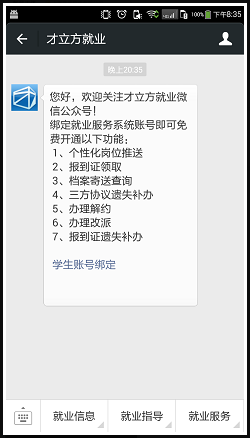 100% 下午8:35
才立方就业
晚上20:35
您好，欢迎关注才立方就业微
信公众号！
绑定就业服务系统账号即可免
费开通以下功能：
1、个性化岗位推送
2、报到证领取
3、档案寄送查询
4、三方协议遗失补办
5、办理解约
6、办理改派
7、报到证遗失补办
学生账号绑定
就业信息 就业指导 就业服务